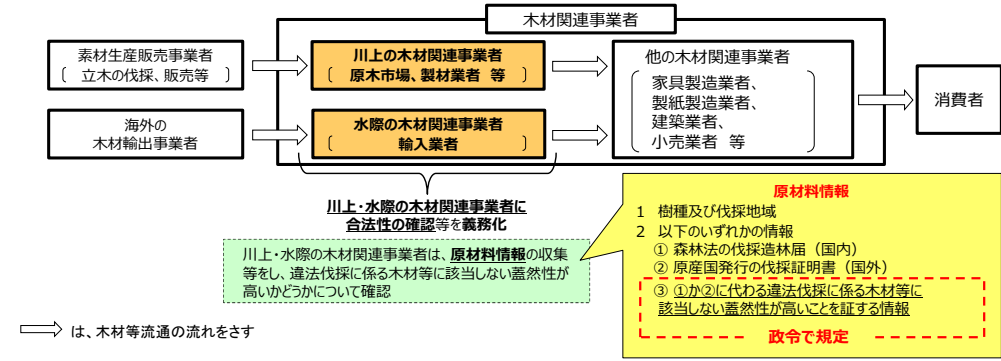 木材関連事業者
素材生産販売事業者
〔 立木の伐採、販売等 〕
川上の木材関連事業者
〔 原木市場、製材業者 等 〕
他の木材関連事業者
家具製造業者、
製紙製造業者、
建築業者、
小売業者 等
消費者
海外の
木材輸出事業者
水際の木材関連事業者
〔 輸入業者 〕
川上・水際の木材関連事業者に
合法性の確認等を義務化
川上・水際の木材関連事業者は、原材料情報の収集
等をし、違法伐採に係る木材等に該当しない蓋然性が
高いかどうかについて確認
原材料情報
1 樹種及び伐採地域
2 以下のいずれかの情報
① 森林法の伐採造林届（国内）
② 原産国発行の伐採証明書（国外）
③ ①か②に代わる違法伐採に係る木材等に
該当しない蓋然性が高いことを証する情報
政令で規定
は、木材等流通の流れをさす